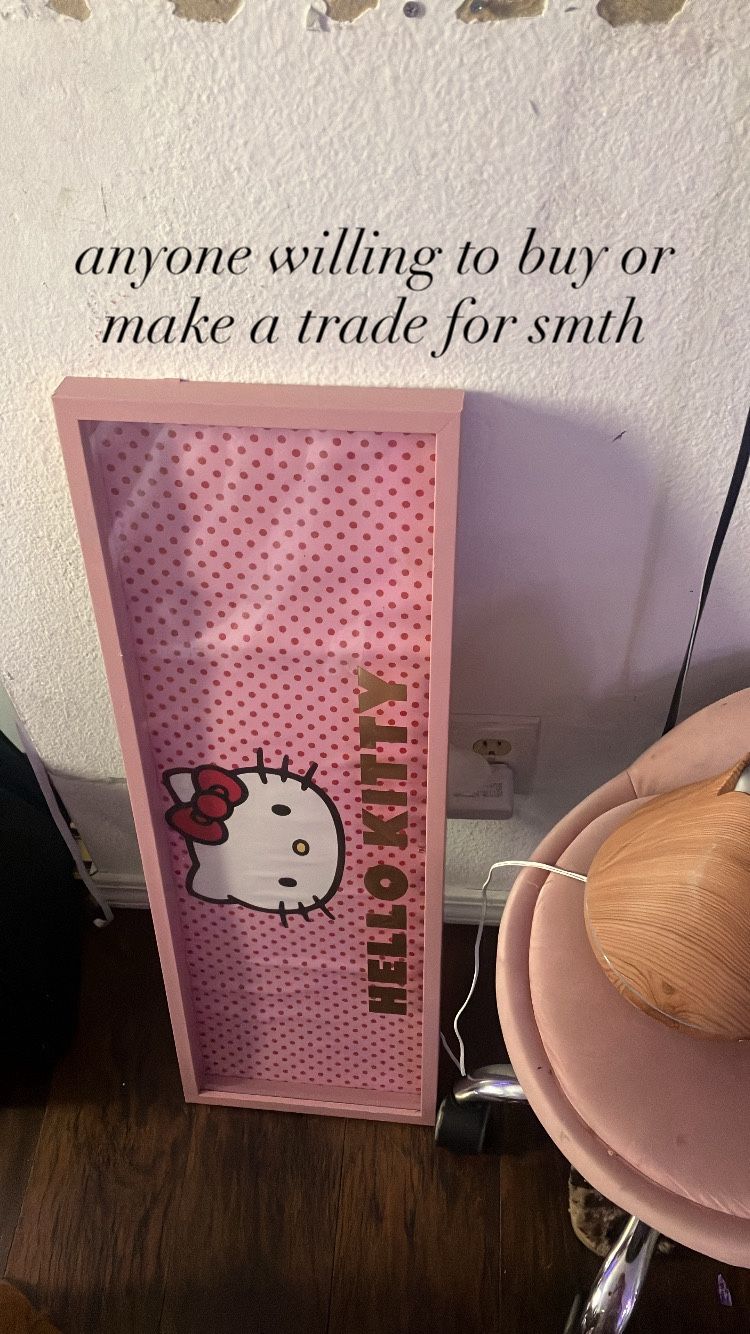 anyone willing to buy or
make a trade for smth
HELLO KITTY